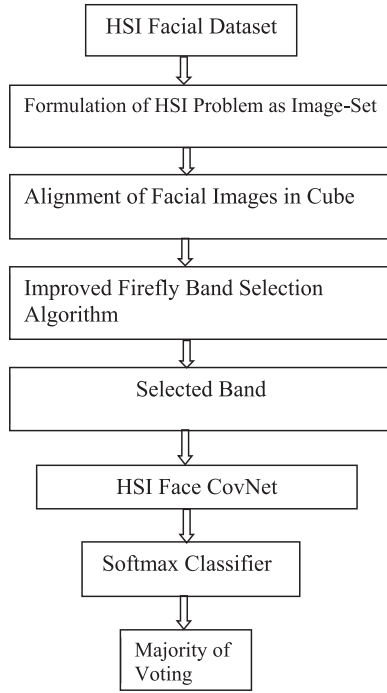 HSI Facial Dataset
Formulation of HSI Problem as Image-Set
Alignment of Facial Images in Cube
Improved Firefly Band Selection
Algorithm
Selected Band
HSI Face CovNet
Softmax Classifier
Majority of
Voting